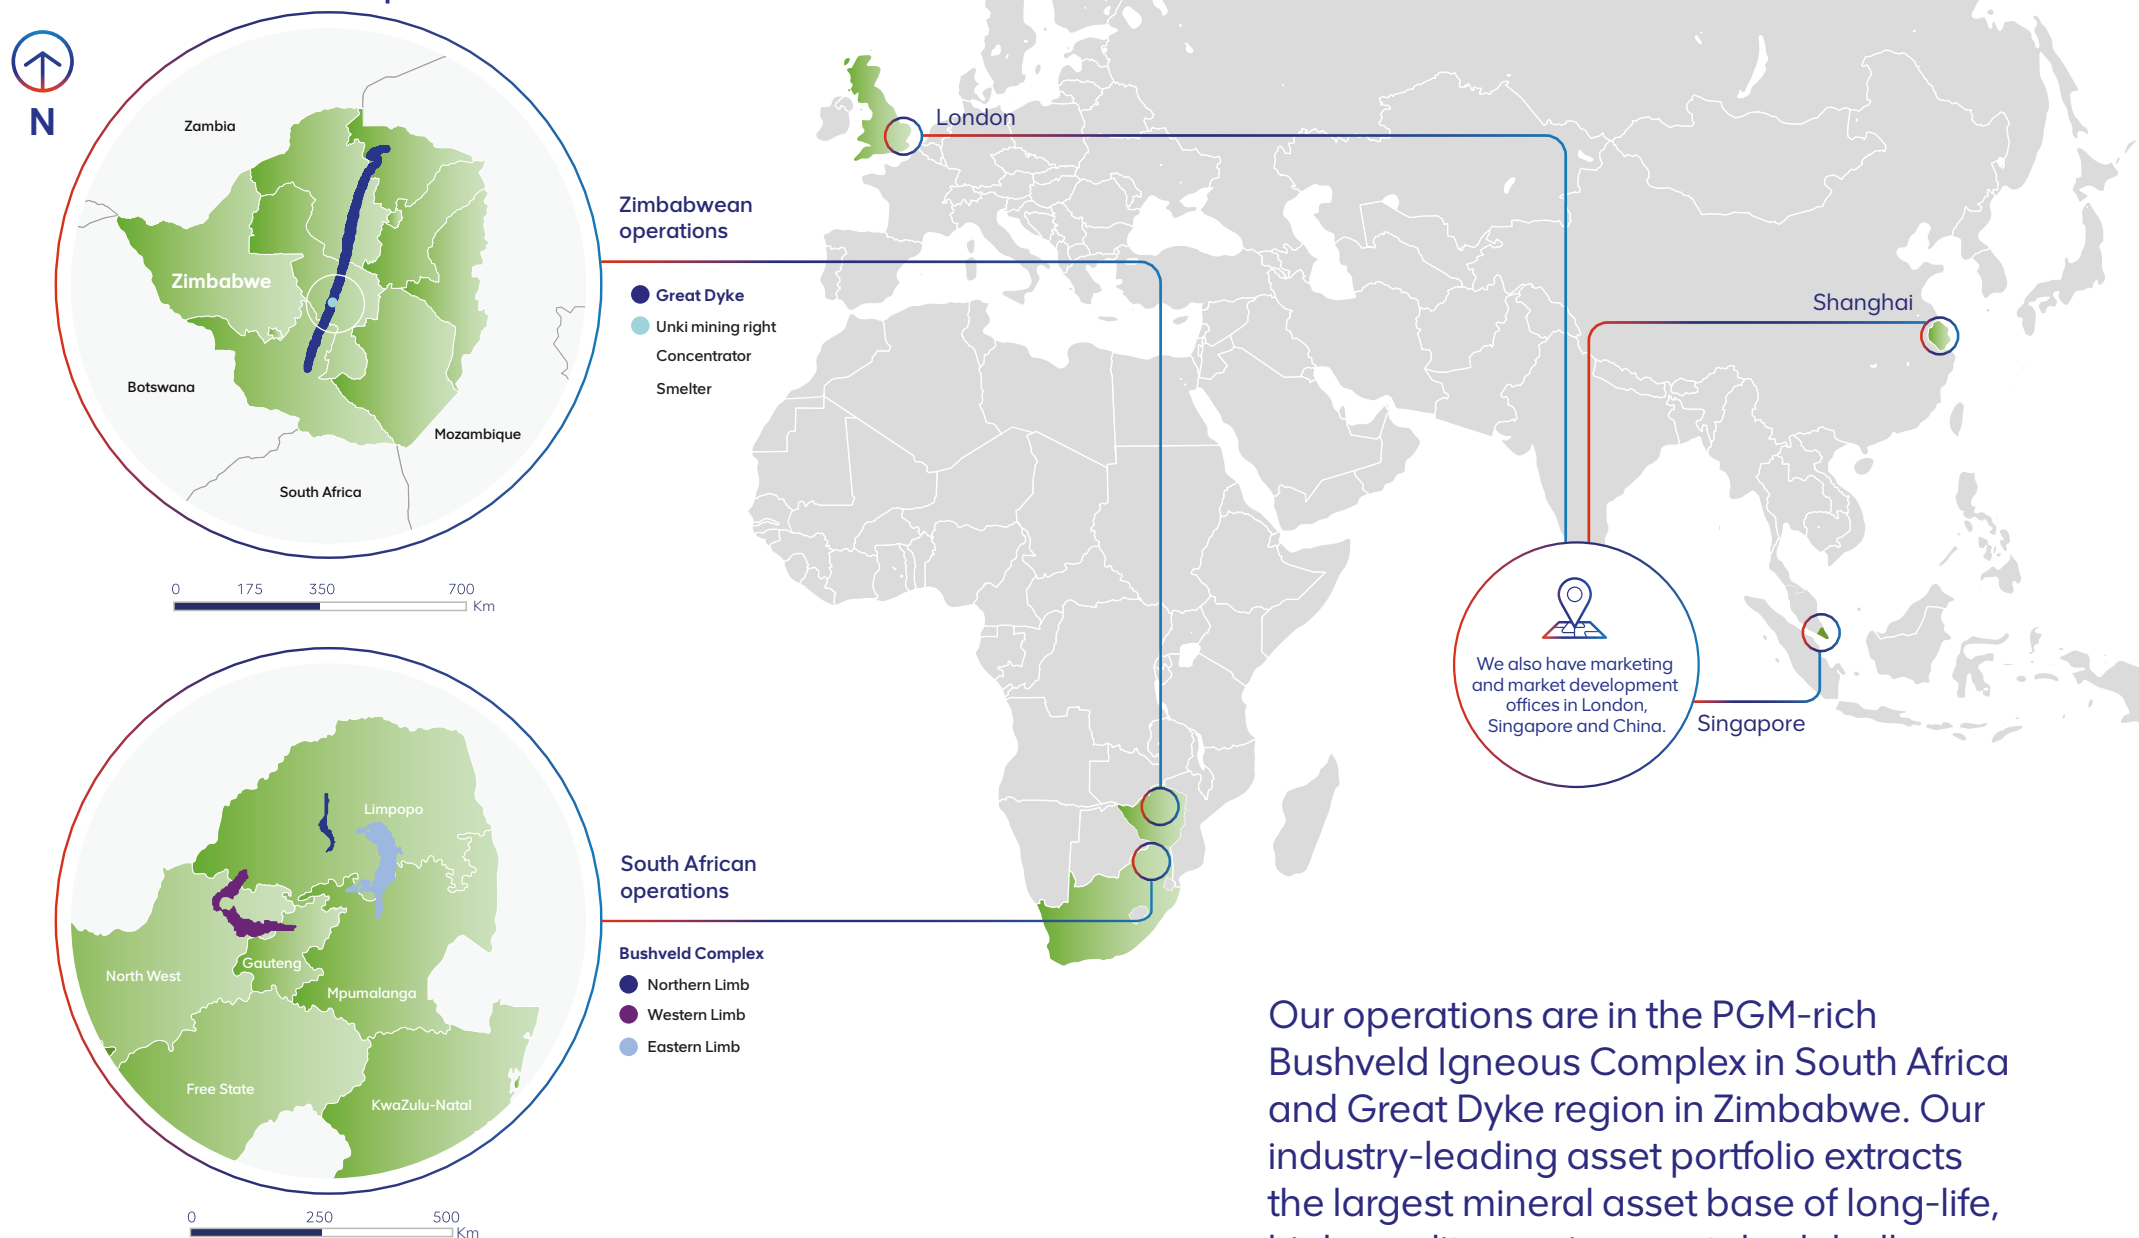 N
Zambia
Zimbabwe
Botswana
Mozambique
South Africa
0 175 350 700
Km
Zimbabwean
operations
Great Dyke
Unki mining right
Concentrator
Smelter
London
Shanghai
We also have marketing
and market development
offices in London,
Singapore and China.
Singapore
Limpopo
North West
Gauteng
Mpumalanga
Free State
KwaZulu-Natal
0 250 500
Km
South African
operations
Bushveld Complex
Northern Limb
Western Limb
Eastern Limb
Our operations are in the PGM-rich
Bushveld Igneous Complex in South Africa
and Great Dyke region in Zimbabwe. Our
industry-leading asset portfolio extracts
the largest mineral asset base of long-life,